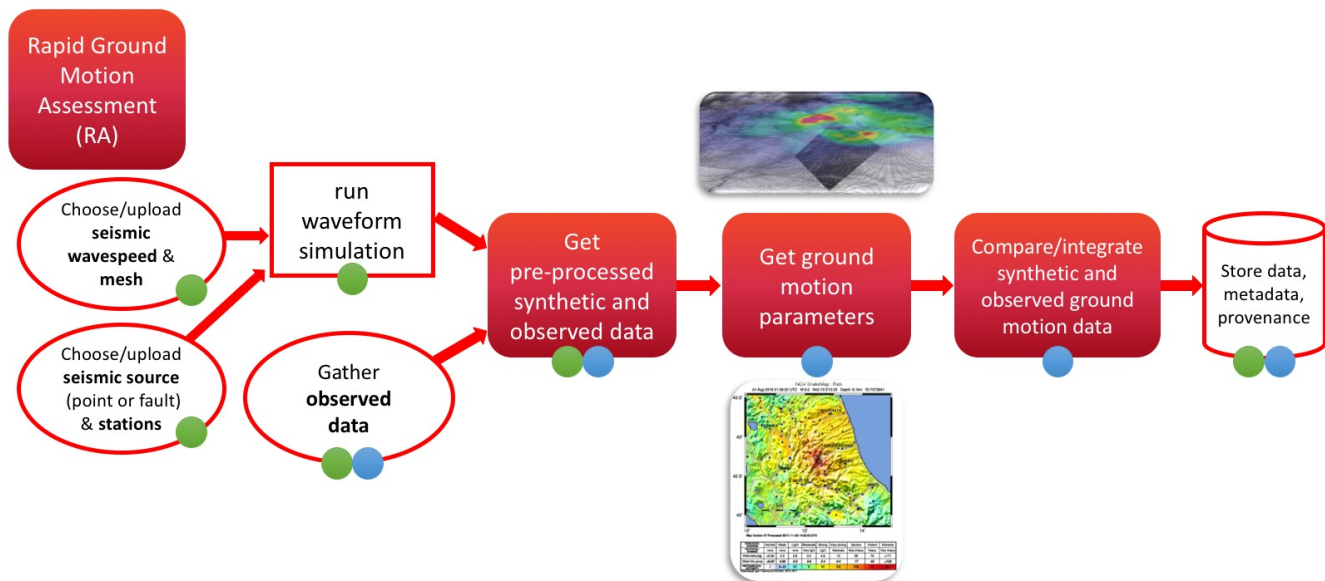 Rapid Ground
Motion
Assessment
(RA)
Choose/upload
seismic
wavespeed &
mesh
run
waveform
simulation
Choose/upload
seismic source
(point or fault)
& stations
Gather
observed
data
Get
pre-processed
synthetic and
observed data
Get ground
motion
parameters
Compare/integrate
synthetic and
observed ground
motion data
Store data,
metadata,
provenance